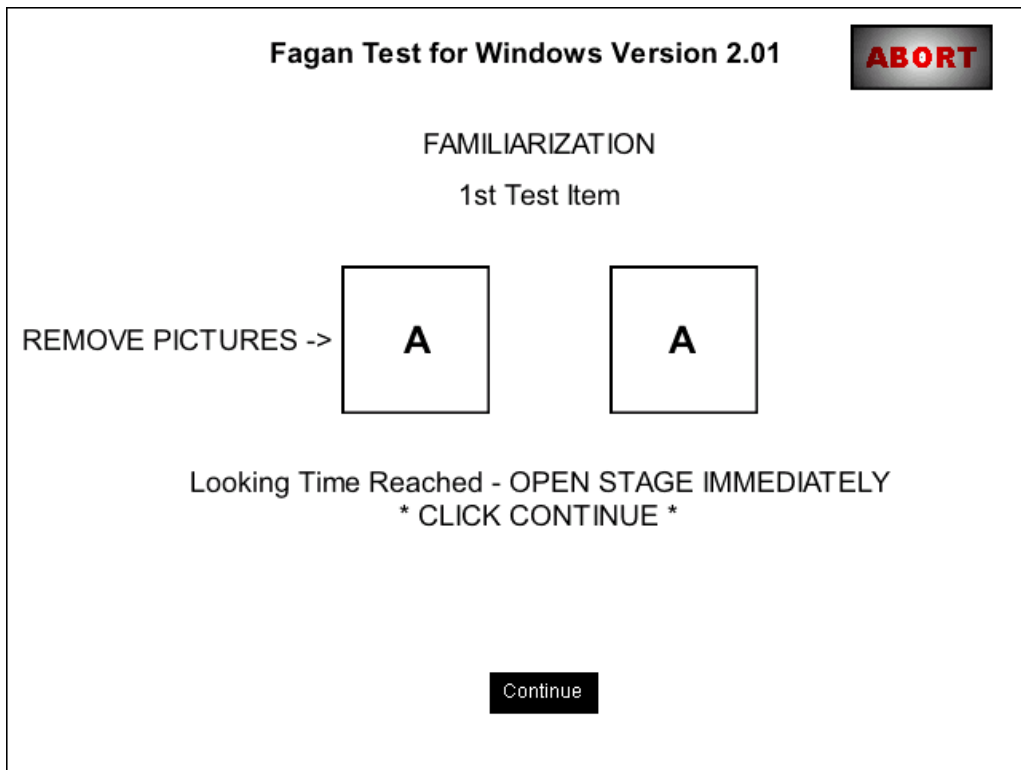 Fagan Test for Windows Version 2.01
ABORT
FAMILIARIZATION
1st Test Item
REMOVE PICTURES ->
A
A
Looking Time Reached - OPEN STAGE IMMEDIATELY
* CLICK CONTINUE *
Continue